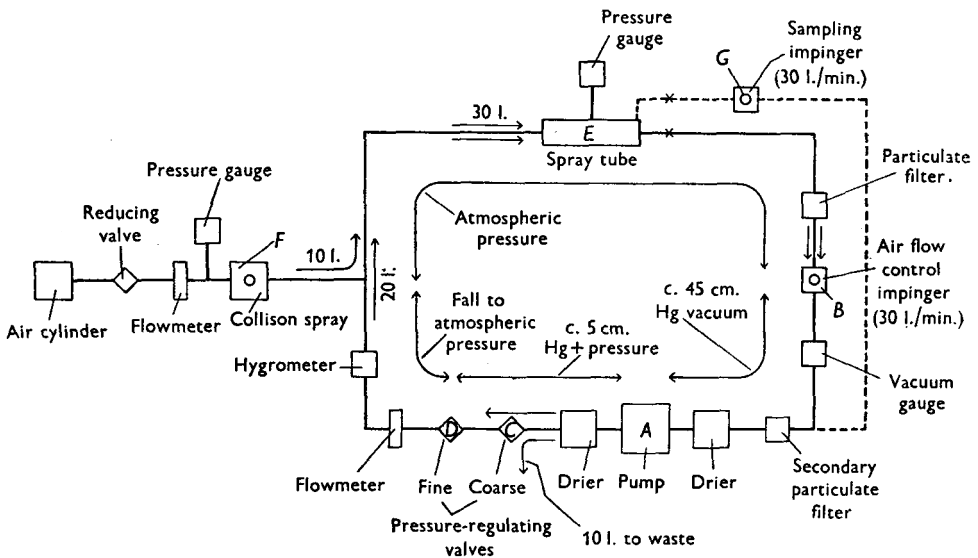 Pressure
gauge
Sampling
impinger
(30 l./min.)
G
30 l.
E
Spray tube
Pressure gauge
Particulate
filter.
Reducing
valve
F
10 l.
Atmospheric
pressure
20 l.
Air flow
control
impinger
(30 l./min.)
B
Air cylinder
Flowmeter
Collison spray
Fall to
atmospheric
pressure
c. 45 cm.
Hg vacuum
c. 5 cm.
Hg + pressure
Hygrometer
Vacuum
gauge
D
C
A
Flowmeter
Fine
Coarse
Drier
Pump
Drier
Secondary
particulate
filter
Pressure-regulating
valves
10 l. to waste